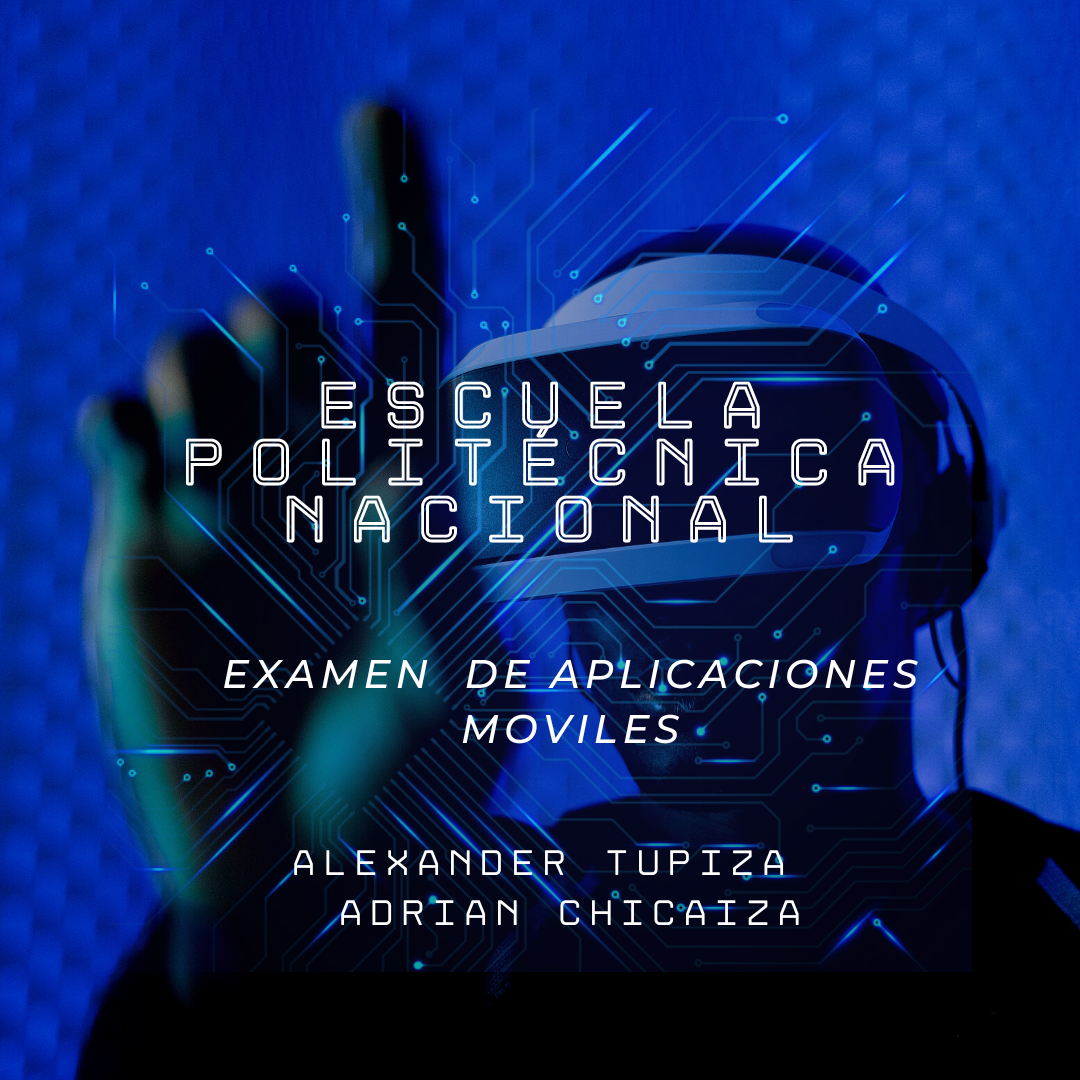 ESCUELA
POLITÉCNICA
NACIONAL
EXAMEN DE APLICACIONES
MOVILES
ALEXANDER TUPIZA
ADRIAN CHICAIZA